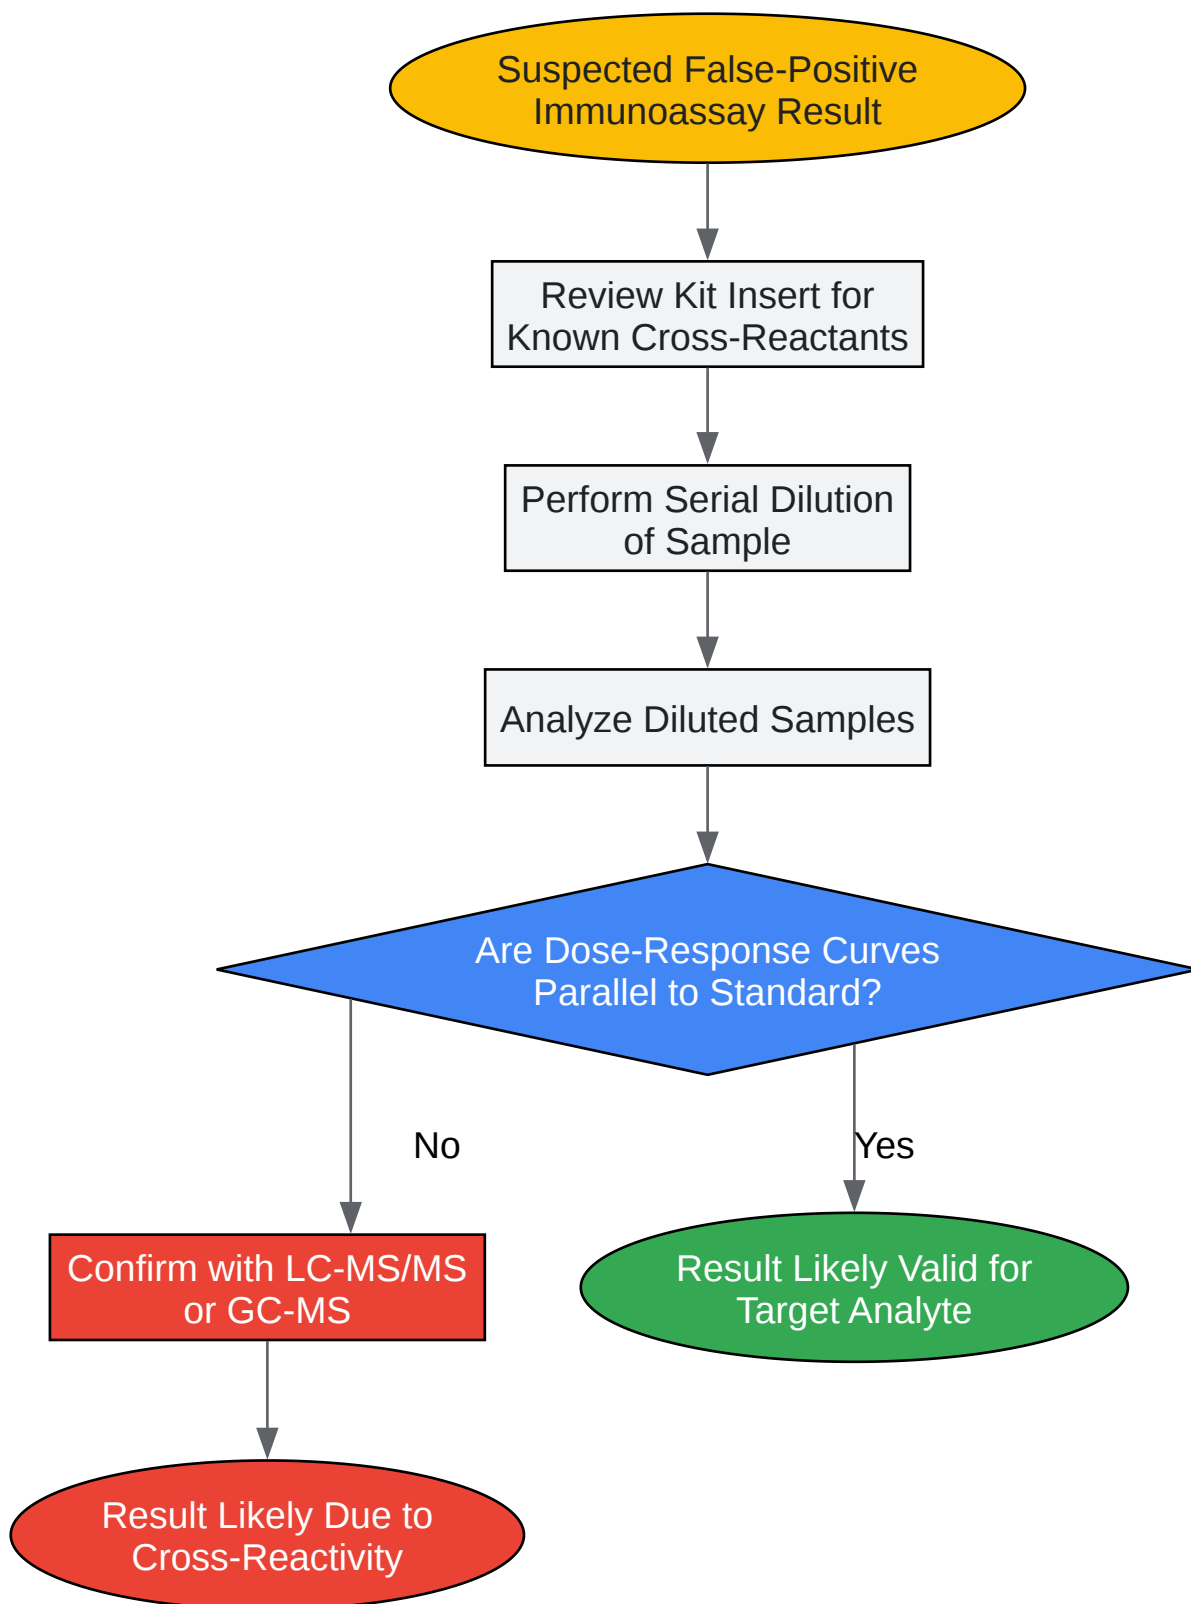 Suspected False-Positive
Immunoassay Result
Review Kit Insert for
Known Cross-Reactants
Perform Serial Dilution
of Sample
Analyze Diluted Samples
Are Dose-Response Curves
Parallel to Standard?
No
Yes
Confirm with LC-MS/MS
or GC-MS
Result Likely Valid for
Target Analyte
Result Likely Due to
Cross-Reactivity